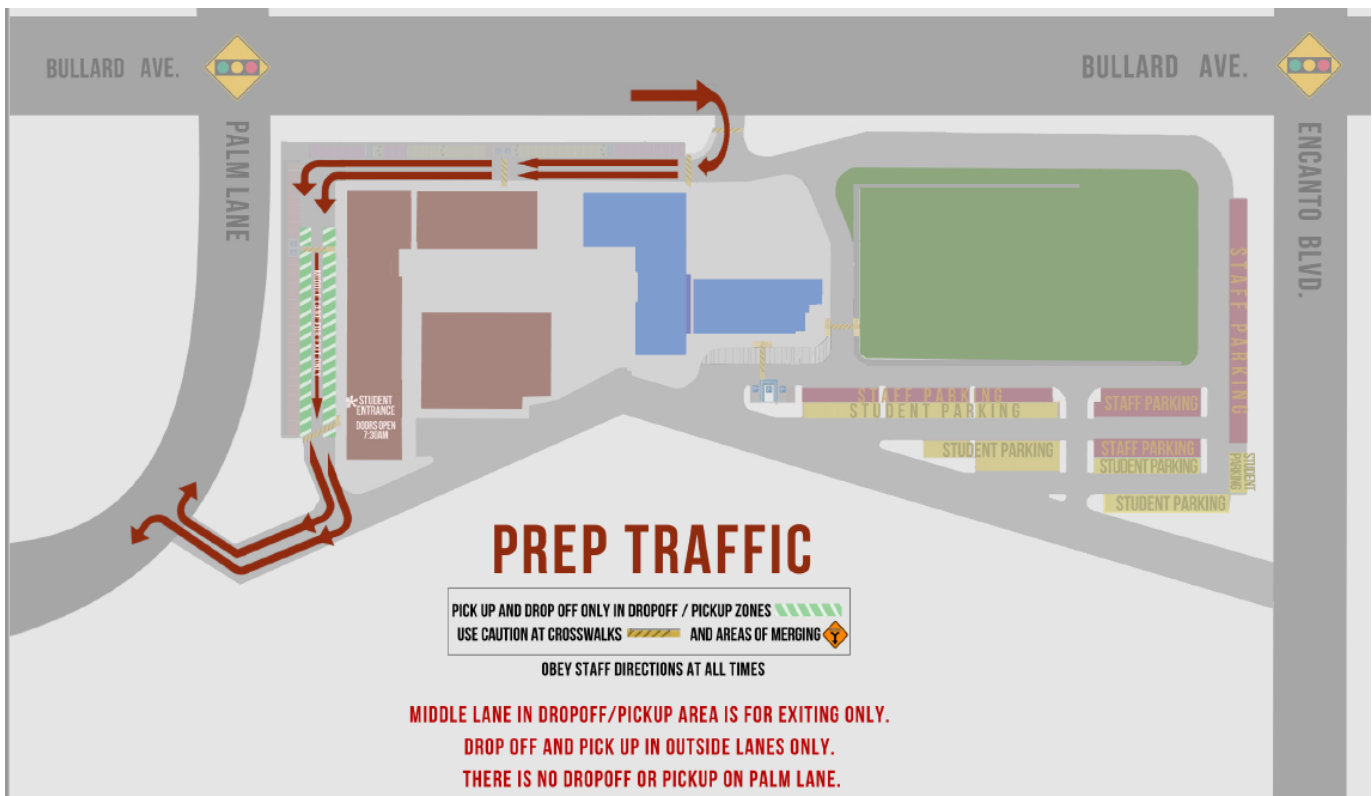 BULLARD AVE.
BULLARD AVE.
PALM LANE
ENCANTO BLVD.
STAFF PARKING
STUDENT
ENTRANCE
DOORS OPEN
7:30AM
STAFF PARKING
STUDENT PARKING
STAFF PARKING
STUDENT PARKING
STAFF PARKING
STUDENT PARKING
STUDENT
PARKING
STUDENT PARKING
PREP TRAFFIC
PICK UP AND DROP OFF ONLY IN DROPOFF / PICKUP ZONES
USE CAUTION AT CROSSWALKS AND AREAS OF MERGING
OBEY STAFF DIRECTIONS AT ALL TIMES
MIDDLE LANE IN DROPOFF/PICKUP AREA IS FOR EXITING ONLY.
DROP OFF AND PICK UP IN OUTSIDE LANES ONLY.
THERE IS NO DROPOFF OR PICKUP ON PALM LANE.